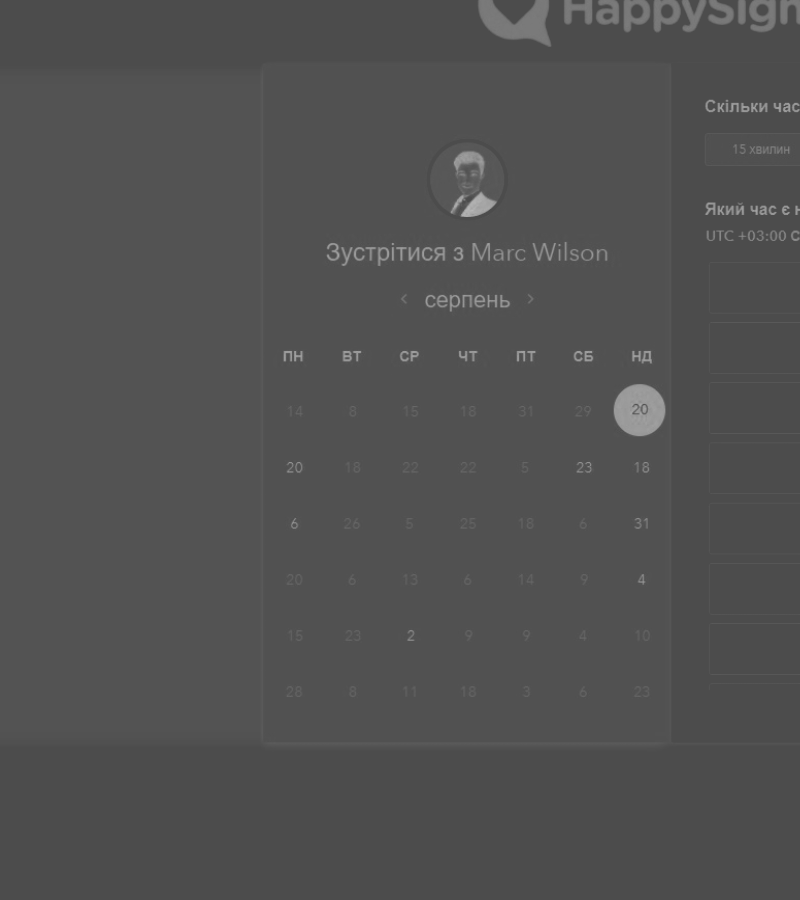 HappySign
Зустрітися з Marc Wilson
серпень
ПН ВТ СР ЧТ ПТ СБ НД
14 8 15 18 31 29 20
20 18 22 22 5 23 18
6 26 5 25 18 6 31
20 6 13 6 14 9 4
15 23 2 9 9 4 10
28 8 11 18 3 6 23
Скільки час
15 хвилин
Який час є н
UTC +03:00 С